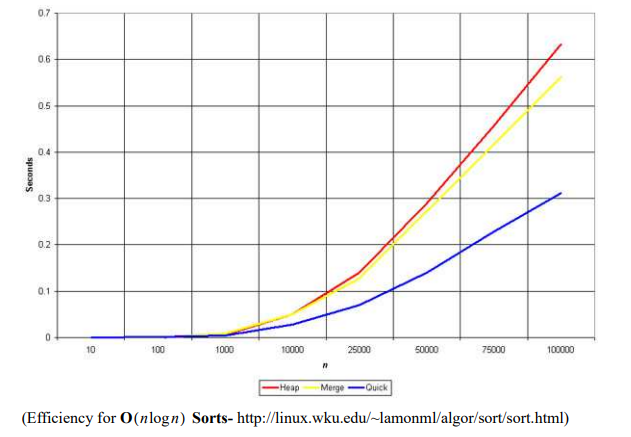 0.7
0.6
0.5
0.4
0.3
0.2
0.1
0
Seconds
10 100 1000 10000 25000 50000 75000 100000
n
Heap Merge Quick
(Efficiency for O(nlogn) Sorts- http://linux.wku.edu/~lamonml/algor/sort/sort.html)